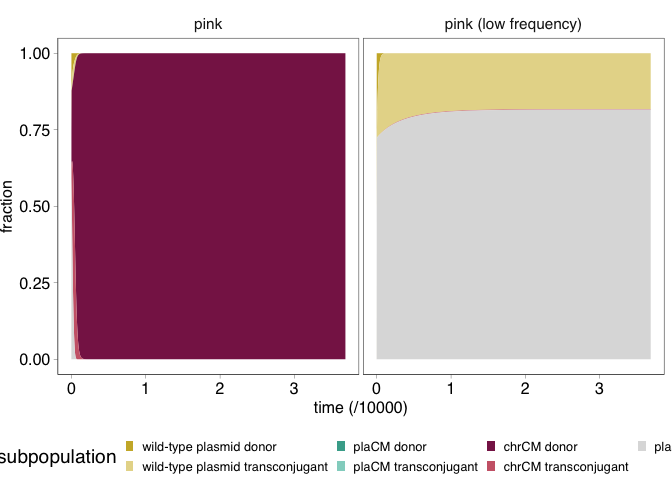 pink
pink (low frequency)
1.00
0.75
0.50
0.25
0.00
fraction
0
1
2
3
0
1
2
3
time (/10000)
subpopulation
wild-type plasmid donor
plaCM donor
chrCM donor
wild-type plasmid transconjugant
plaCM transconjugant
chrCM transconjugant